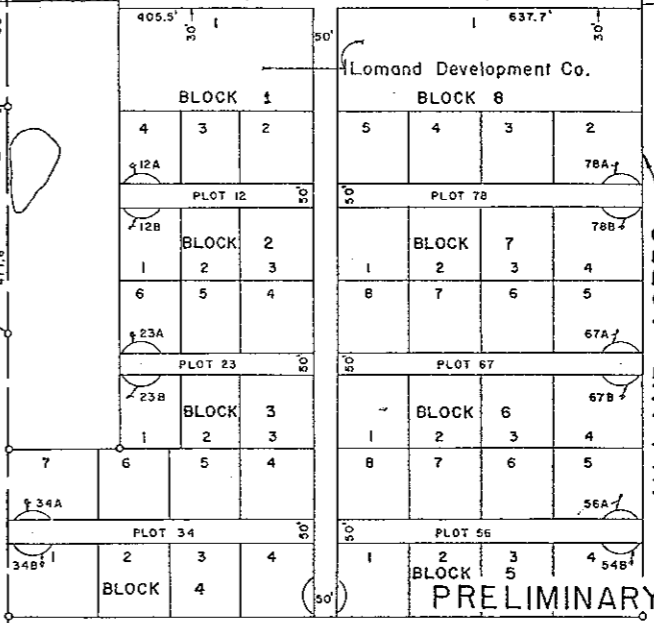 405.5' 30' 1 50' 1 637.7' 30'
Lomand Development Co.
BLOCK 1 BLOCK 8
4 3 2 5 4 3 2
12A 78A
PLOT 12 50' 50' PLOT 78
12B 78B
BLOCK 2 BLOCK 7
1 2 3 1 2 3 4
6 5 4 8 7 6 5
23A 67A
PLOT 23 50' 50' PLOT 67
23B 67B
BLOCK 3 BLOCK 6
1 2 3 1 2 3 4
7 6 5 4 8 7 6 5
34A 56A
PLOT 34 50' 50' PLOT 56
34B 1 2 3 4 1 2 3 4 54B
BLOCK 4 BLOCK 5
50' PRELIMINARY